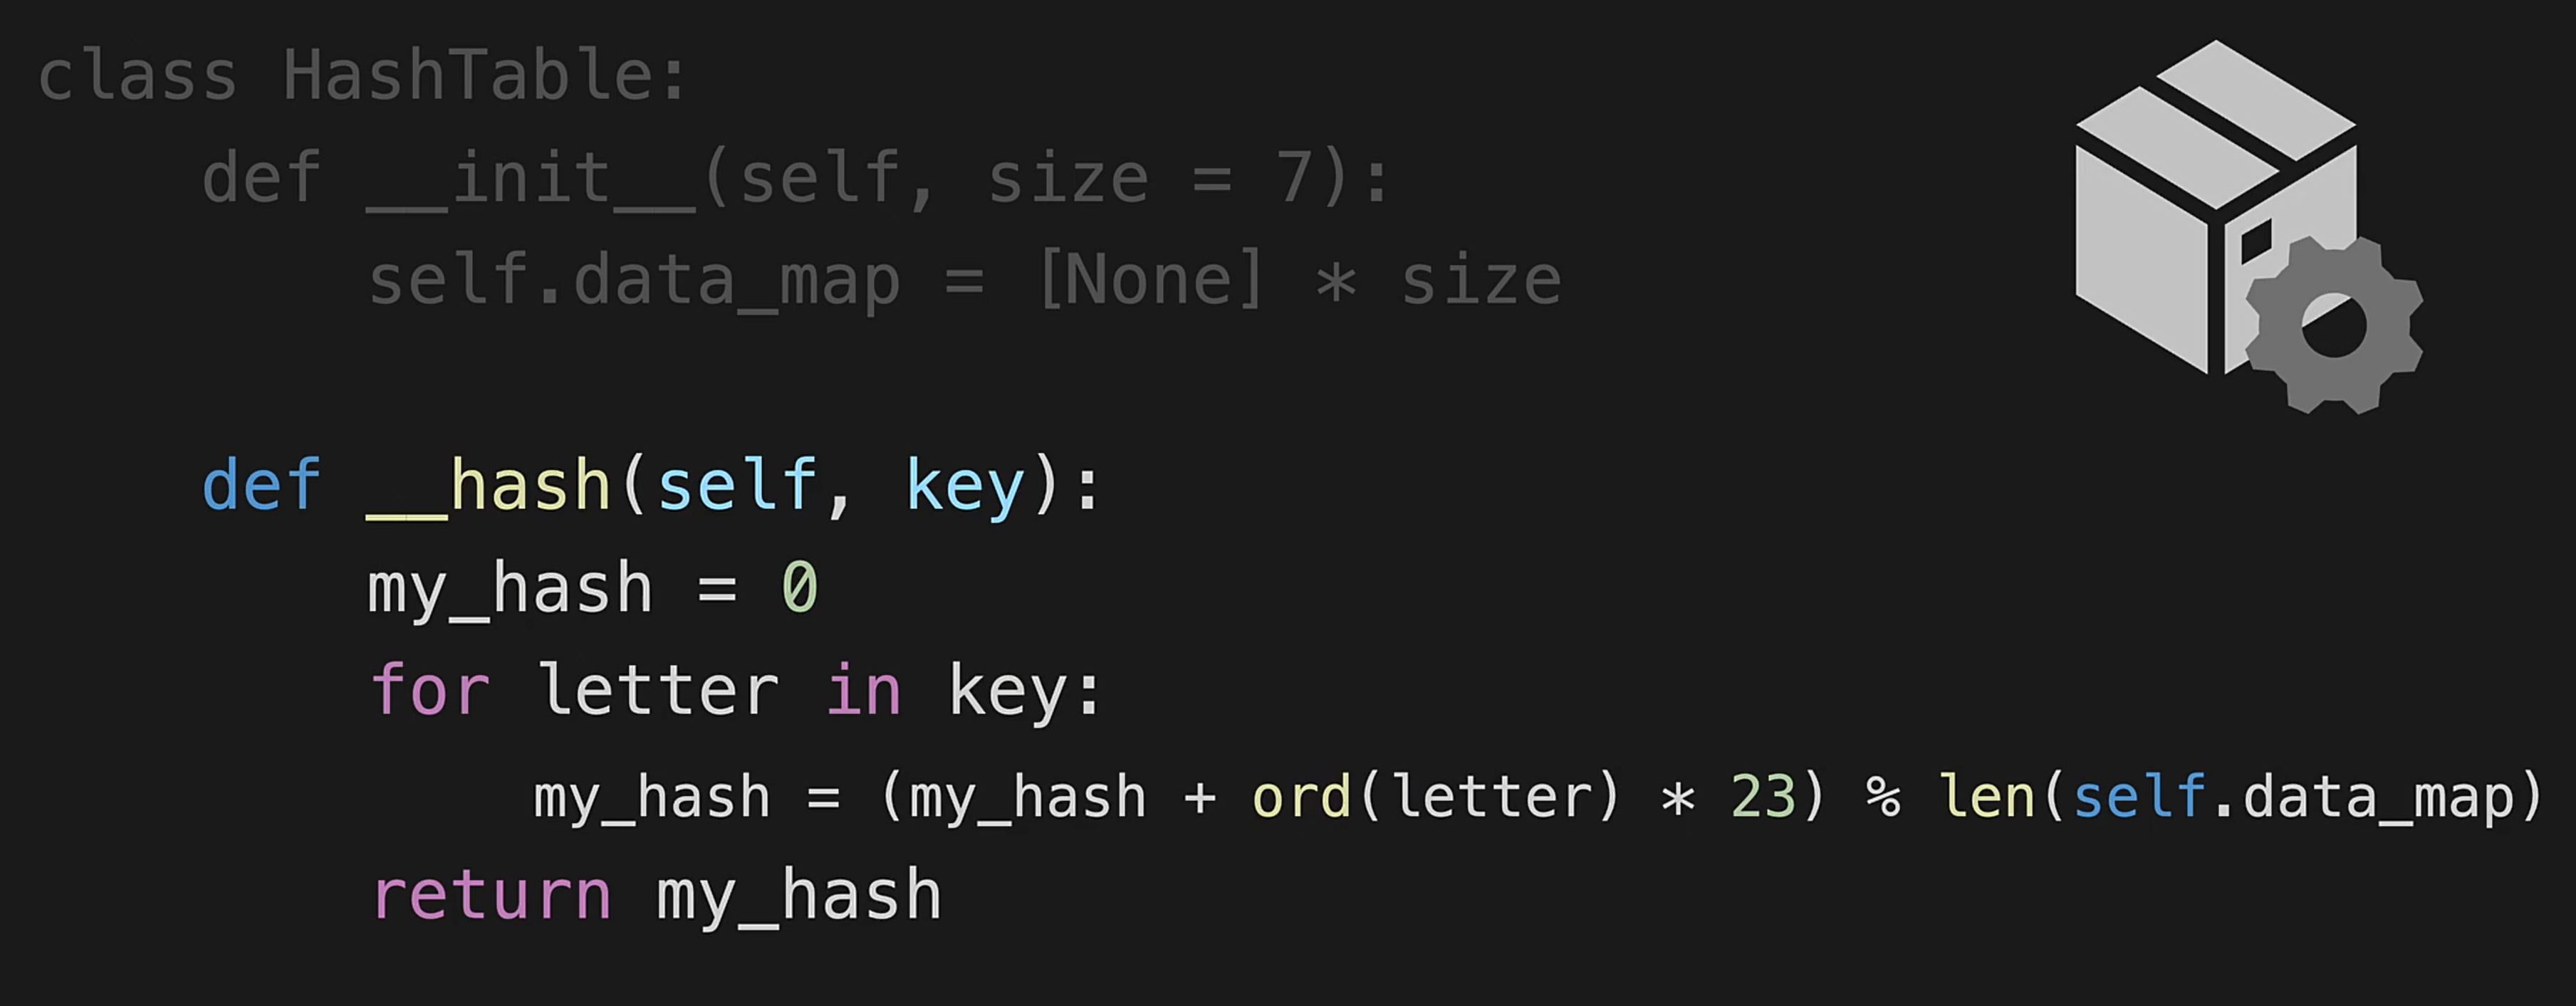 class HashTable:
    def __init__(self, size = 7):
        self.data_map = [None] * size
    def __hash(self, key):
        my_hash = 0
        for letter in key:
            my_hash = (my_hash + ord(letter) * 23) % len(self.data_map)
        return my_hash